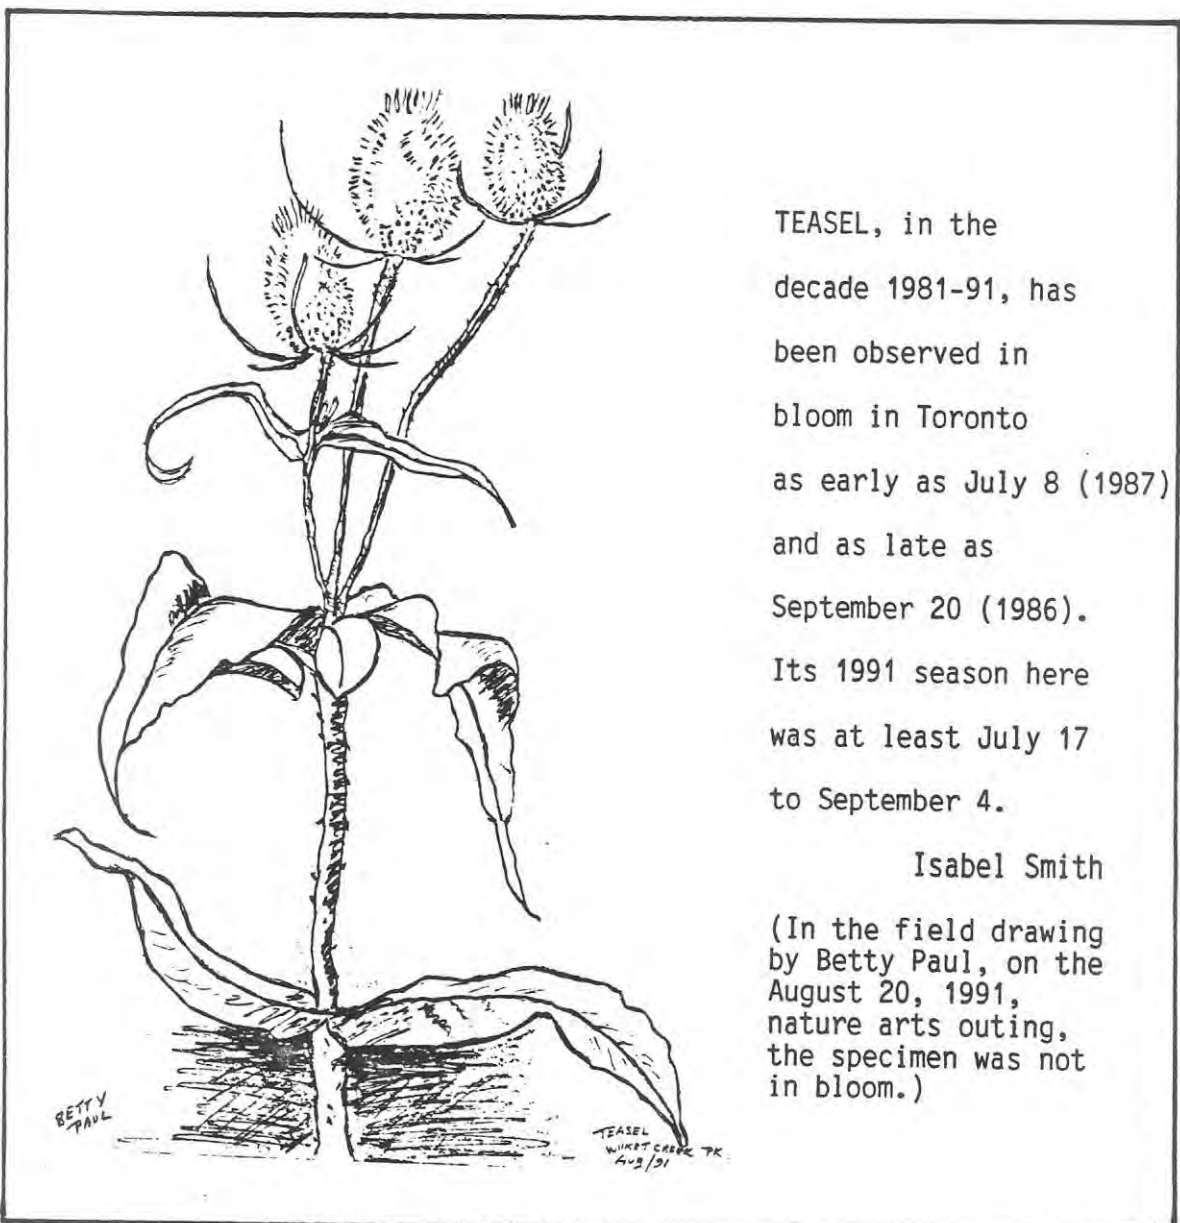 TEASEL, in the
decade 1981-91, has
been observed in
bloom in Toronto
as early as July 8 (1987)
and as late as
September 20 (1986).
Its 1991 season here
was at least July 17
to September 4.
Isabel Smith
(In the field drawing
by Betty Paul, on the
August 20, 1991,
nature arts outing,
the specimen was not
in bloom.)
BETTY
PAUL
TEASEL
CREEK PK
Aug/91